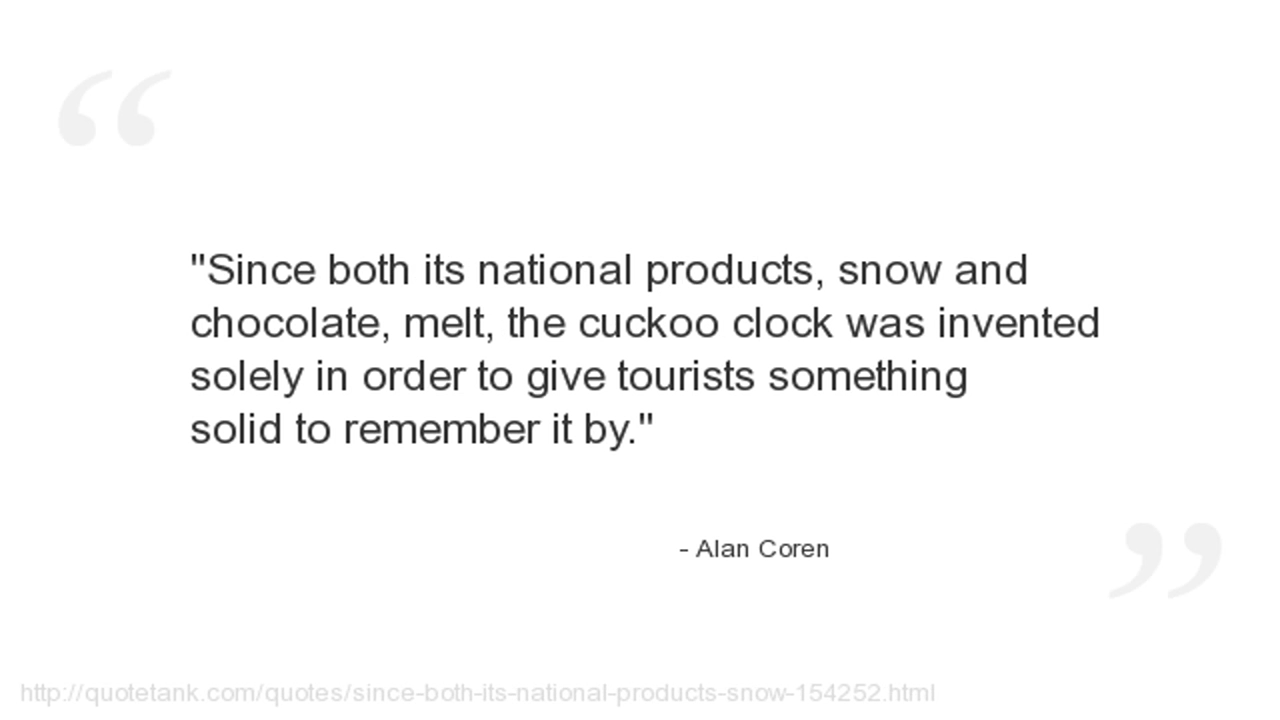 "Since both its national products, snow and
chocolate, melt, the cuckoo clock was invented
solely in order to give tourists something
solid to remember it by."
- Alan Coren
http://quotetank.com/quotes/since-both-its-national-products-snow-154252.html